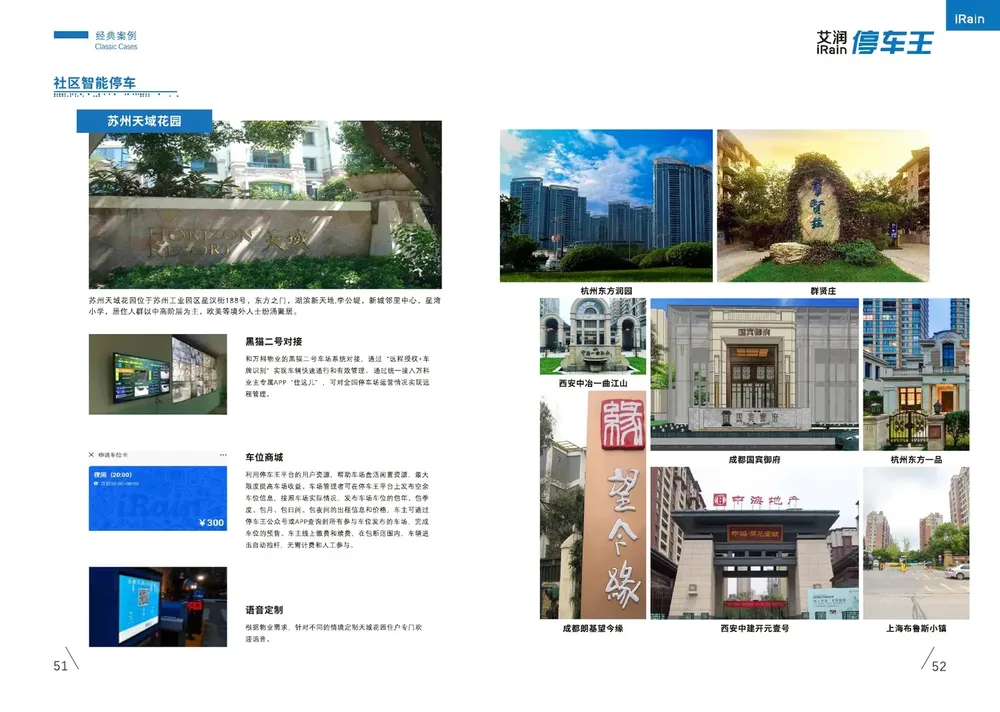 经典案例
Classic Cases
iRain
艾润
iRain
停车王
社区智能停车
苏州天域花园
HORIZON
RESORT 天域
苏州天域花园位于苏州工业园区星汉街188号，东方之门，湖滨新天地,李公堤，新城邻里中心，星湾
小学，居住人群以中高阶层为主，欧美等境外人士纷涌聚居。
黑猫二号对接
和万科物业的黑猫二号车场系统对接，通过“远程授权+车
牌识别”实现车辆快速通行和有效管理。通过统一接入万科
业主专属APP“住这儿”，可对全国停车场运营情况实现远
程管理。
申请车位卡
夜间（20:00）
iRain
￥300
车位商城
利用停车王平台的用户资源，帮助车场盘活闲置资源，最大
限度提高车场收益。车场管理者可在停车王平台上发布空余
车位信息，按照车场实际情况，发布车场车位的包年、包季
度、包月、包日间、包夜间的出租信息和价格，车主可通过
停车王公众号或APP查询到所有参与车位发布的车场，完成
车位的预售。车主线上缴费和续费，在包断范围内，车辆进
出自动抬杆，无需计费和人工参与。
语音定制
根据物业需求，针对不同的情境定制天域花园住户专门欢
迎语音。
51
杭州东方润园
群贤庄
群贤庄
西安中冶一曲江山
国宾御府
国宾御府
成都国宾御府
杭州东方一品
缘
望今缘
成都朗基望今缘
中海地产
西安中建开元壹号
上海布鲁斯小镇
52